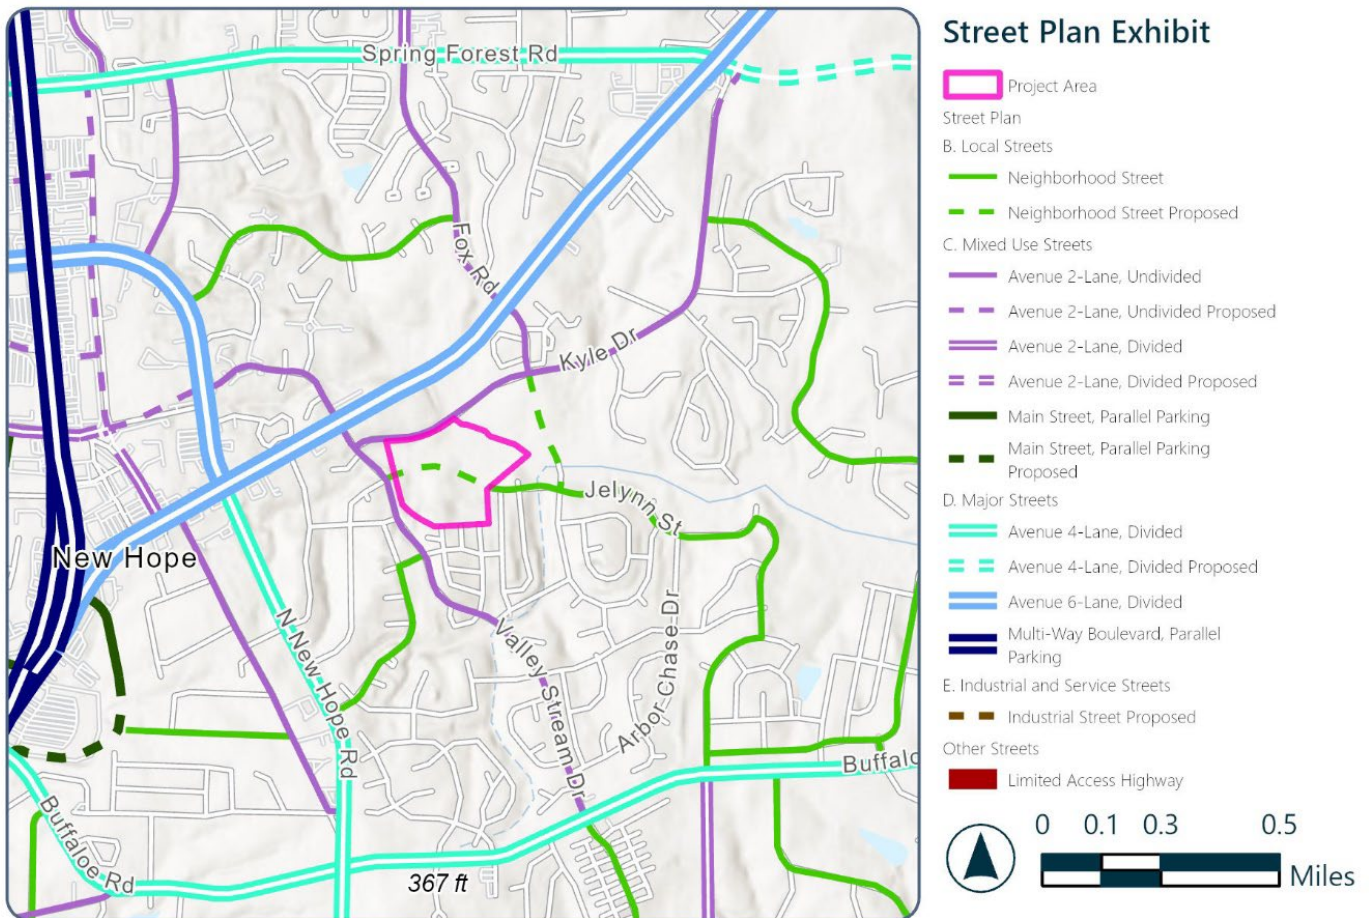 Street Plan Exhibit
Project Area
Street Plan
B. Local Streets
Neighborhood Street
Neighborhood Street Proposed
C. Mixed Use Streets
Avenue 2-Lane, Undivided
Avenue 2-Lane, Undivided Proposed
Avenue 2-Lane, Divided
Avenue 2-Lane, Divided Proposed
Main Street, Parallel Parking
Main Street, Parallel Parking
Proposed
D. Major Streets
Avenue 4-Lane, Divided
Avenue 4-Lane, Divided Proposed
Avenue 6-Lane, Divided
Multi-Way Boulevard, Parallel
Parking
E. Industrial and Service Streets
Industrial Street Proposed
Other Streets
Limited Access Highway
0 0.1 0.3 0.5
Miles
Spring Forest Rd
Fox Rd
Kyle Dr
Jelynn St
New Hope
N New Hope Rd
Valley Stream Dr
Arbor Chase Dr
Buffalo
Buffaloe Rd
367 ft